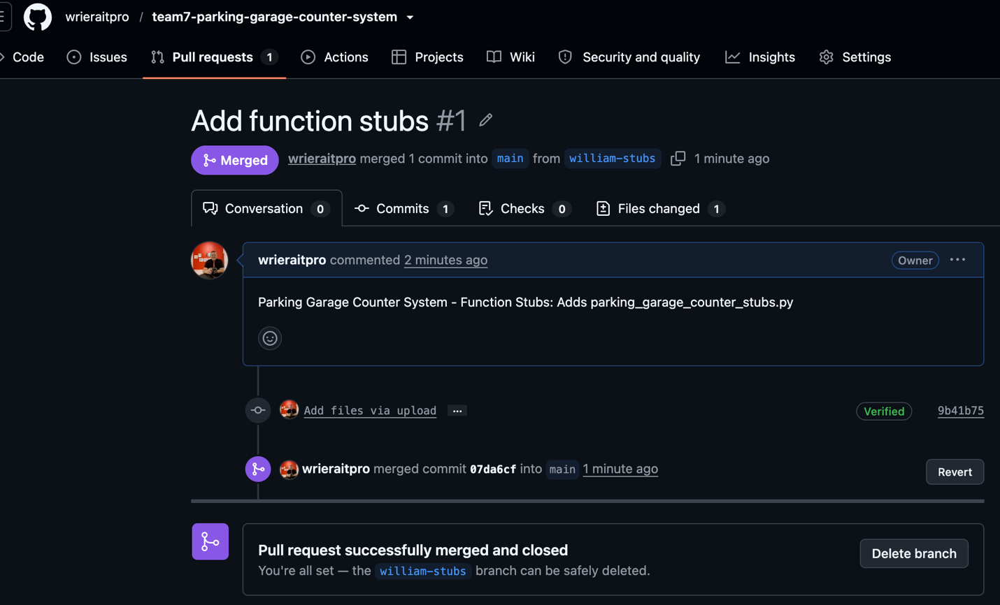 wrieraitpro / team7-parking-garage-counter-system
Code Issues Pull requests 1 Actions Projects Wiki Security and quality Insights Settings
Add function stubs #1
Merged wrieraitpro merged 1 commit into main from william-stubs 1 minute ago
Conversation 0 Commits 1 Checks 0 Files changed 1
wrieraitpro commented 2 minutes ago Owner ...
Parking Garage Counter System - Function Stubs: Adds parking_garage_counter_stubs.py
Add files via upload ... Verified 9b41b75
wrieraitpro merged commit 07da6cf into main 1 minute ago Revert
Pull request successfully merged and closed
You're all set — the william-stubs branch can be safely deleted.
Delete branch